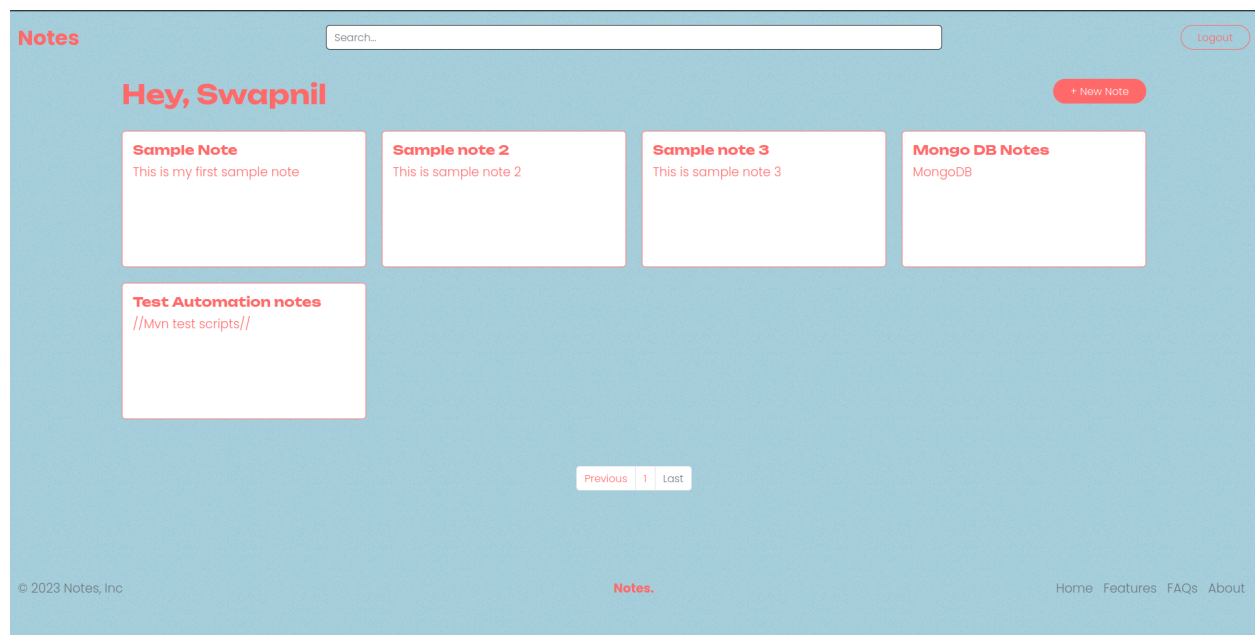 Notes
Search...
Logout
Hey, Swapnil
+ New Note
Sample Note
This is my first sample note
Sample note 2
This is sample note 2
Sample note 3
This is sample note 3
Mongo DB Notes
MongoDB
Test Automation notes
//Mvn test scripts//
Previous 1 Last
© 2023 Notes, Inc
Notes.
Home Features FAQs About